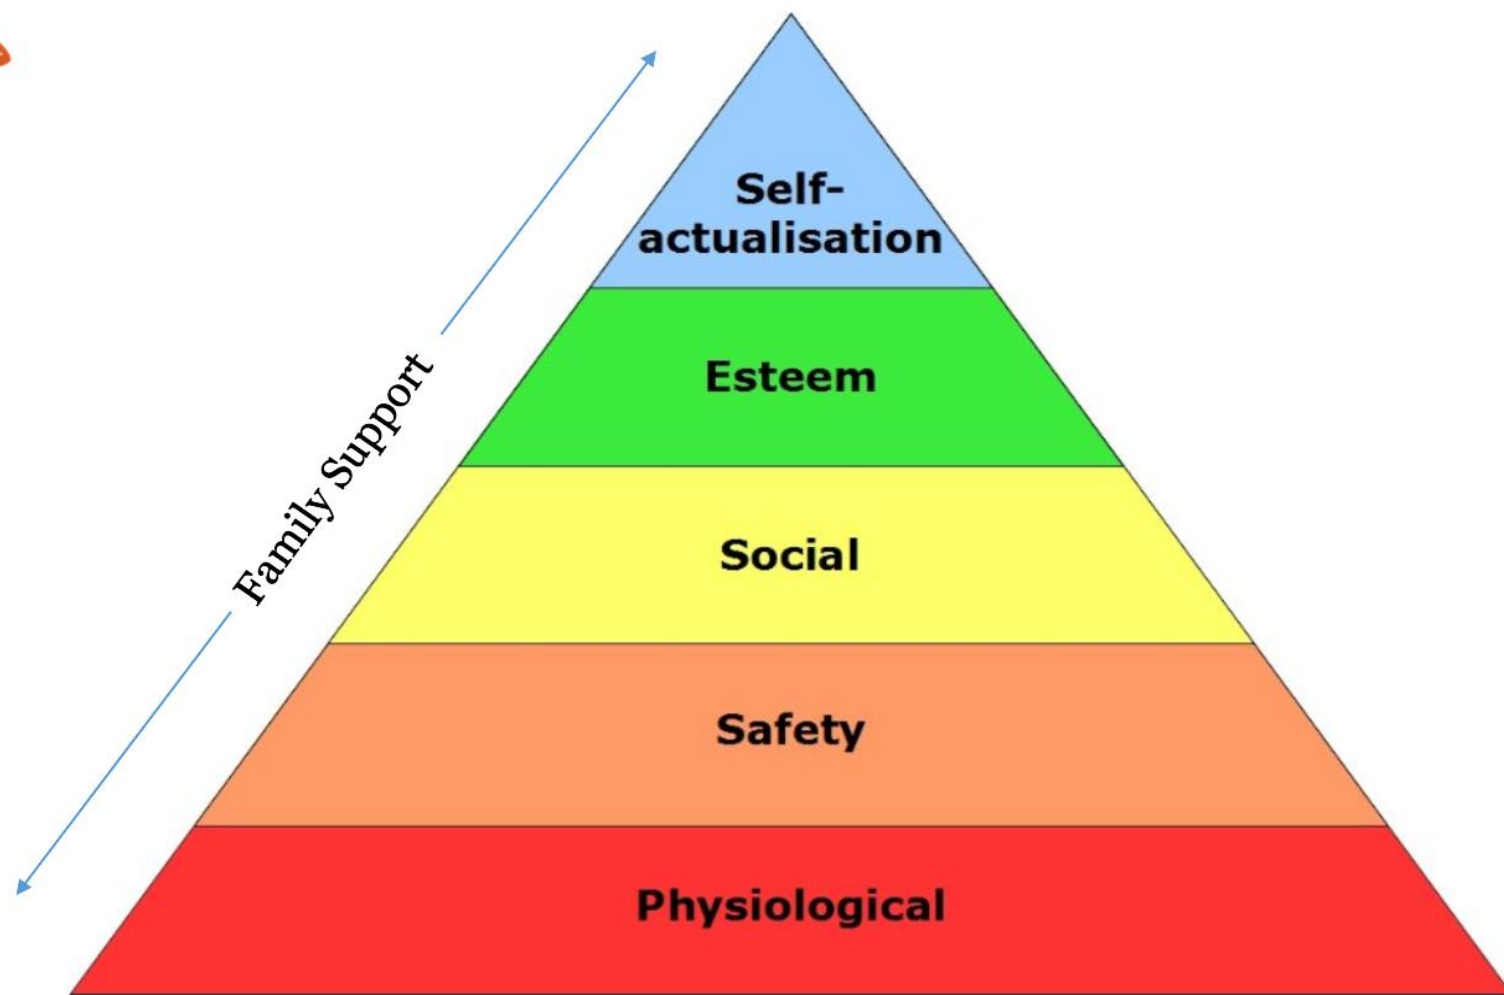 Self-
actualisation
Esteem
Family Support
Social
Safety
Physiological